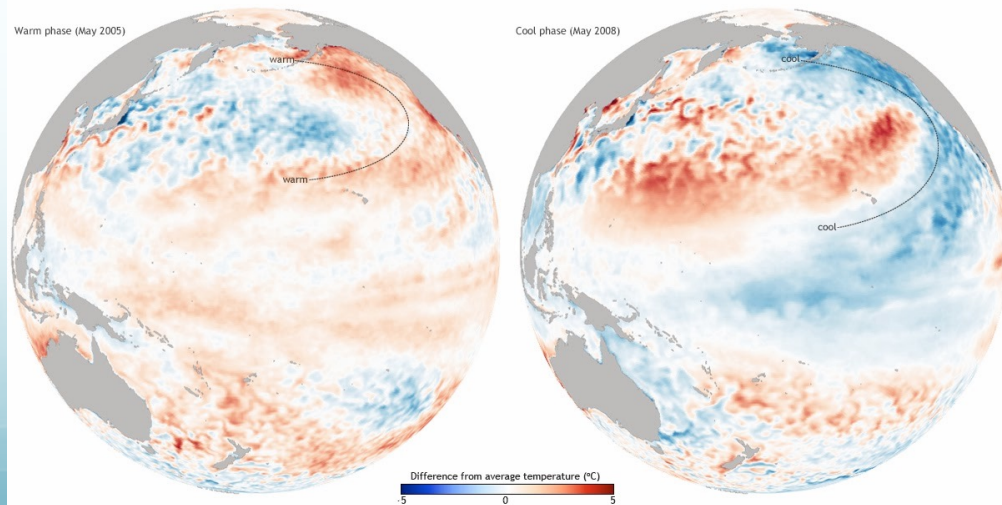 Warm phase (May 2005)
warm
warm
Cool phase (May 2008)
cool
cool
Difference from average temperature (°C)
-5
0
5